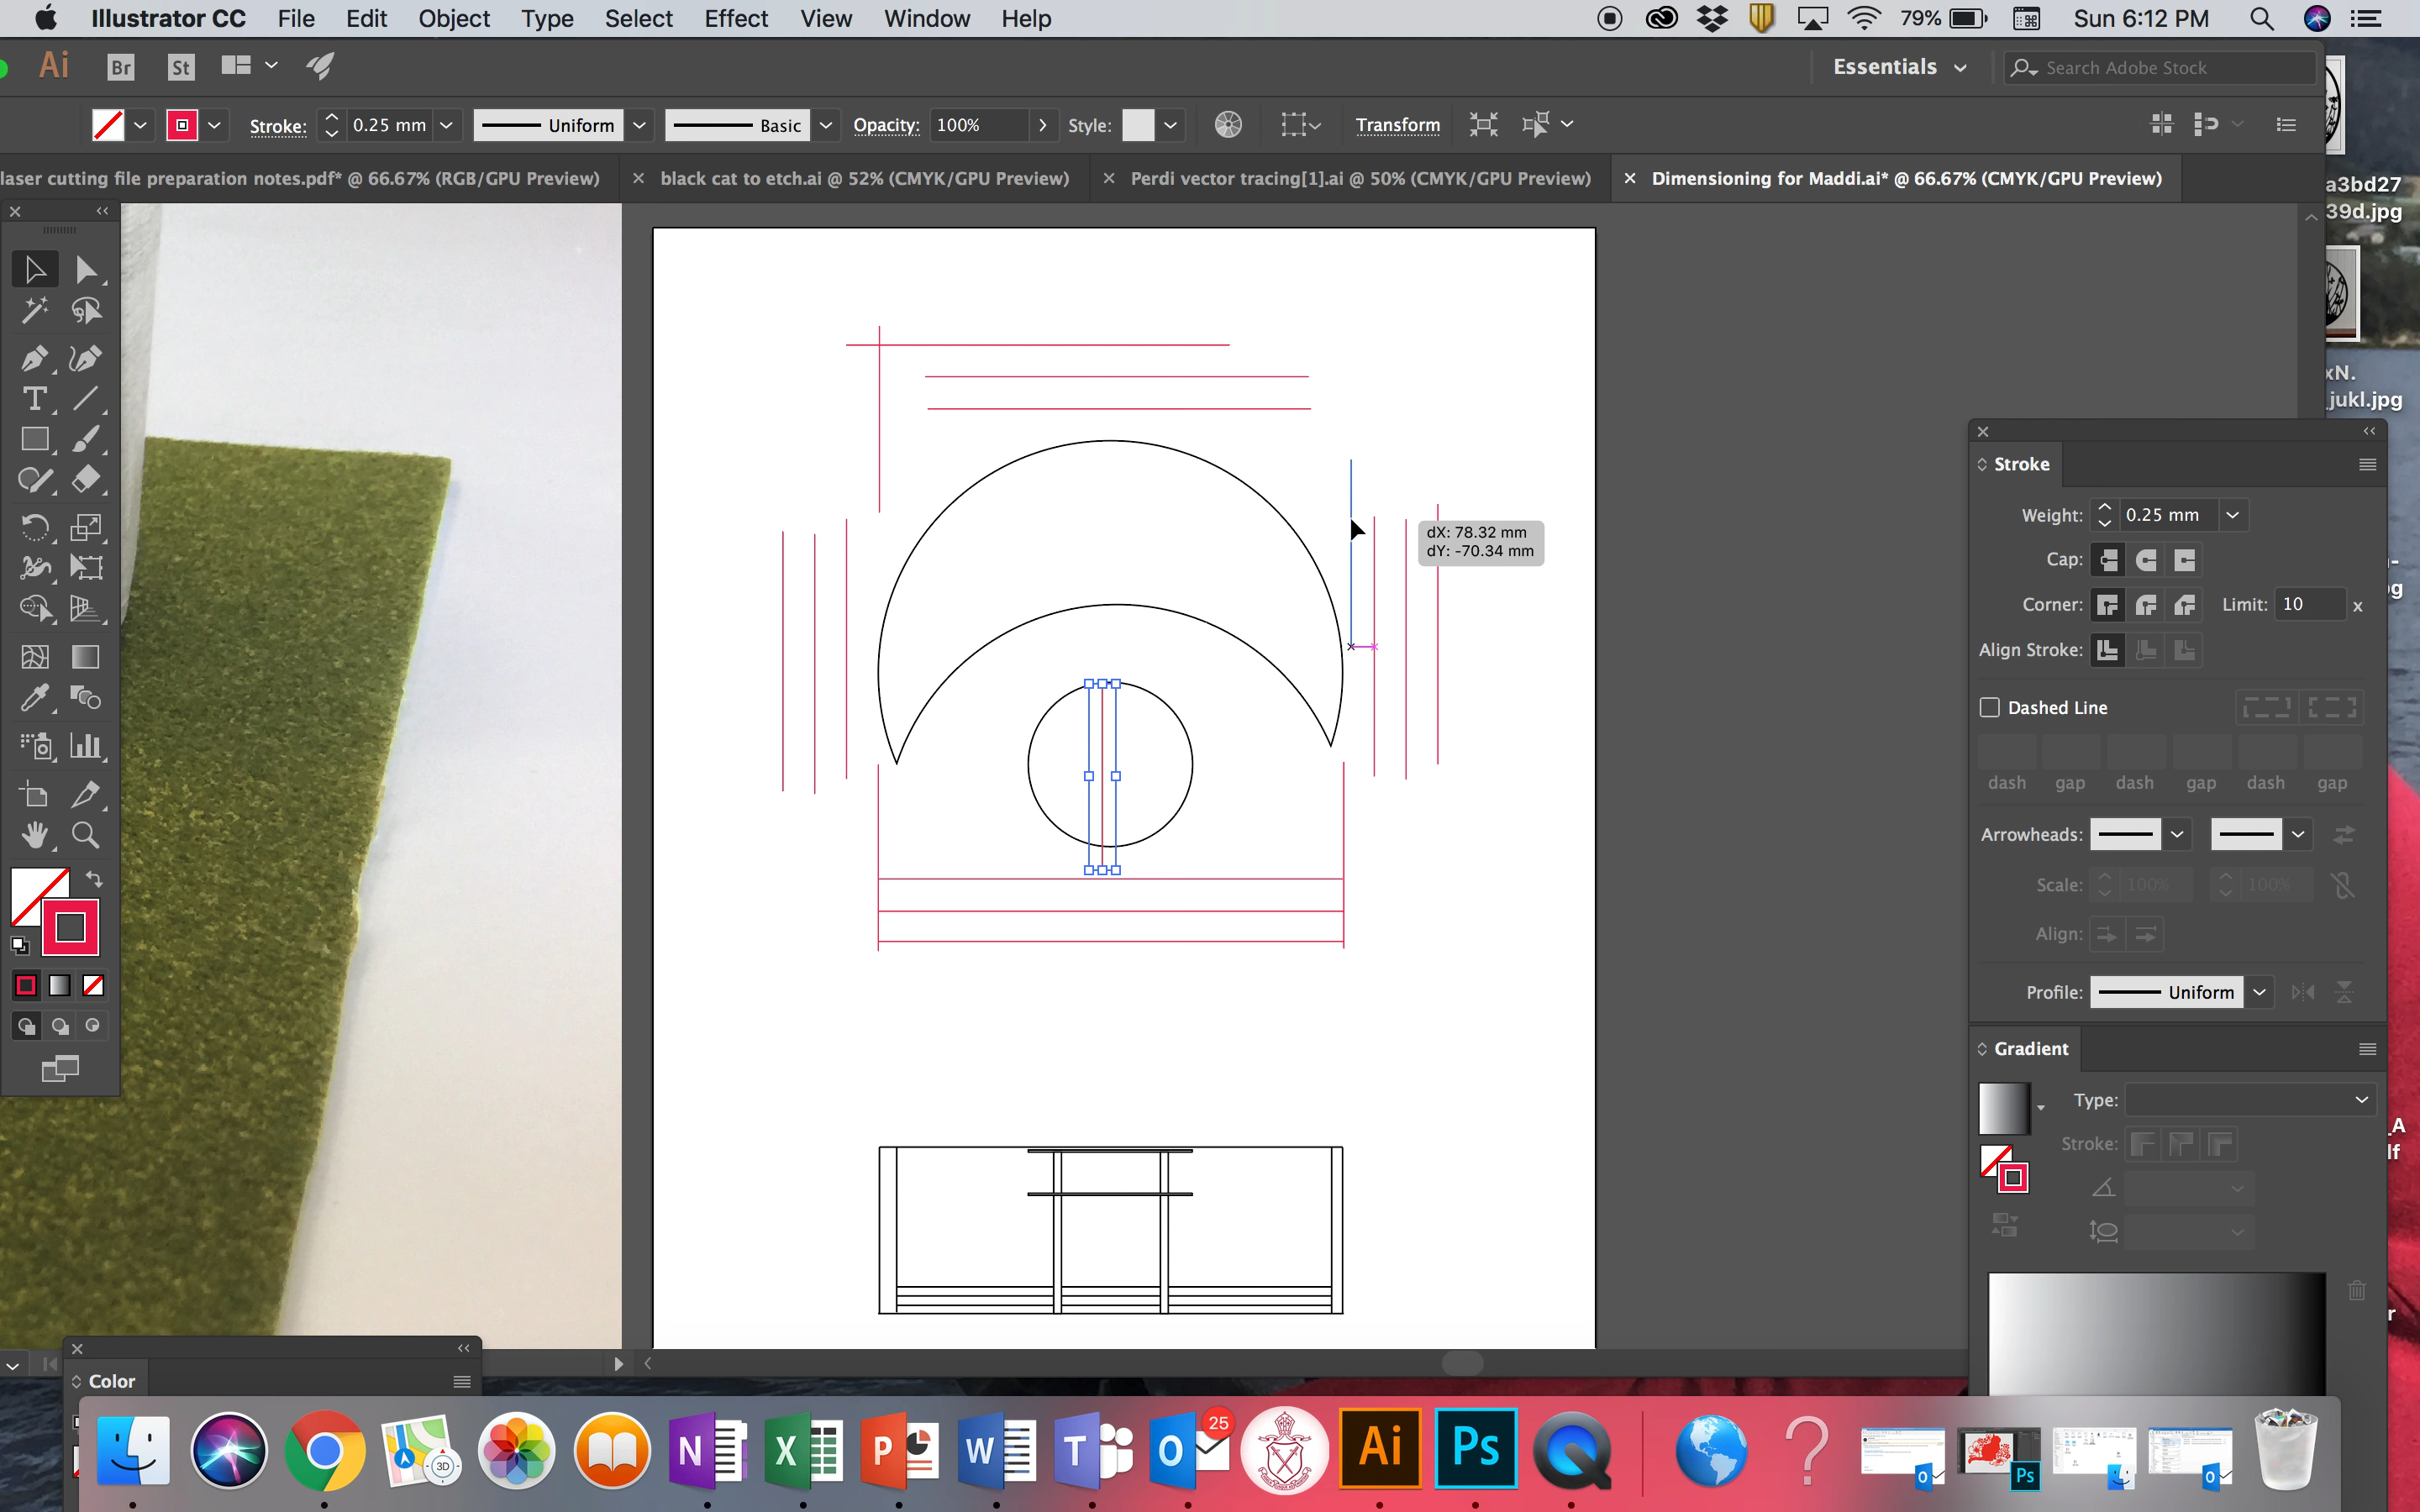 Illustrator CC File Edit Object Type Select Effect View Window Help 79% Sun 6:12 PM
Ai Br St Essentials Search Adobe Stock
Stroke: 0.25 mm Uniform Basic Opacity: 100% Style: Transform
laser cutting file preparation notes.pdf* @ 66.67% (RGB/GPU Preview) × black cat to etch.ai @ 52% (CMYK/GPU Preview) × Perdi vector tracing[1].ai @ 50% (CMYK/GPU Preview) × Dimensioning for Maddi.ai* @ 66.67% (CMYK/GPU Preview)
a3bd27
39d.jpg
xN.
jukl.jpg
dX: 78.32 mm
dY: -70.34 mm
Stroke
Weight: 0.25 mm
Cap:
Corner: Limit: 10 x
Align Stroke:
Dashed Line
dash gap dash gap dash gap
Arrowheads:
Scale: 100% 100%
Align:
Profile: Uniform
Gradient
Type:
Stroke:
_A
lf
r
Color
N X P W T O 25 Ai Ps Ps
3D